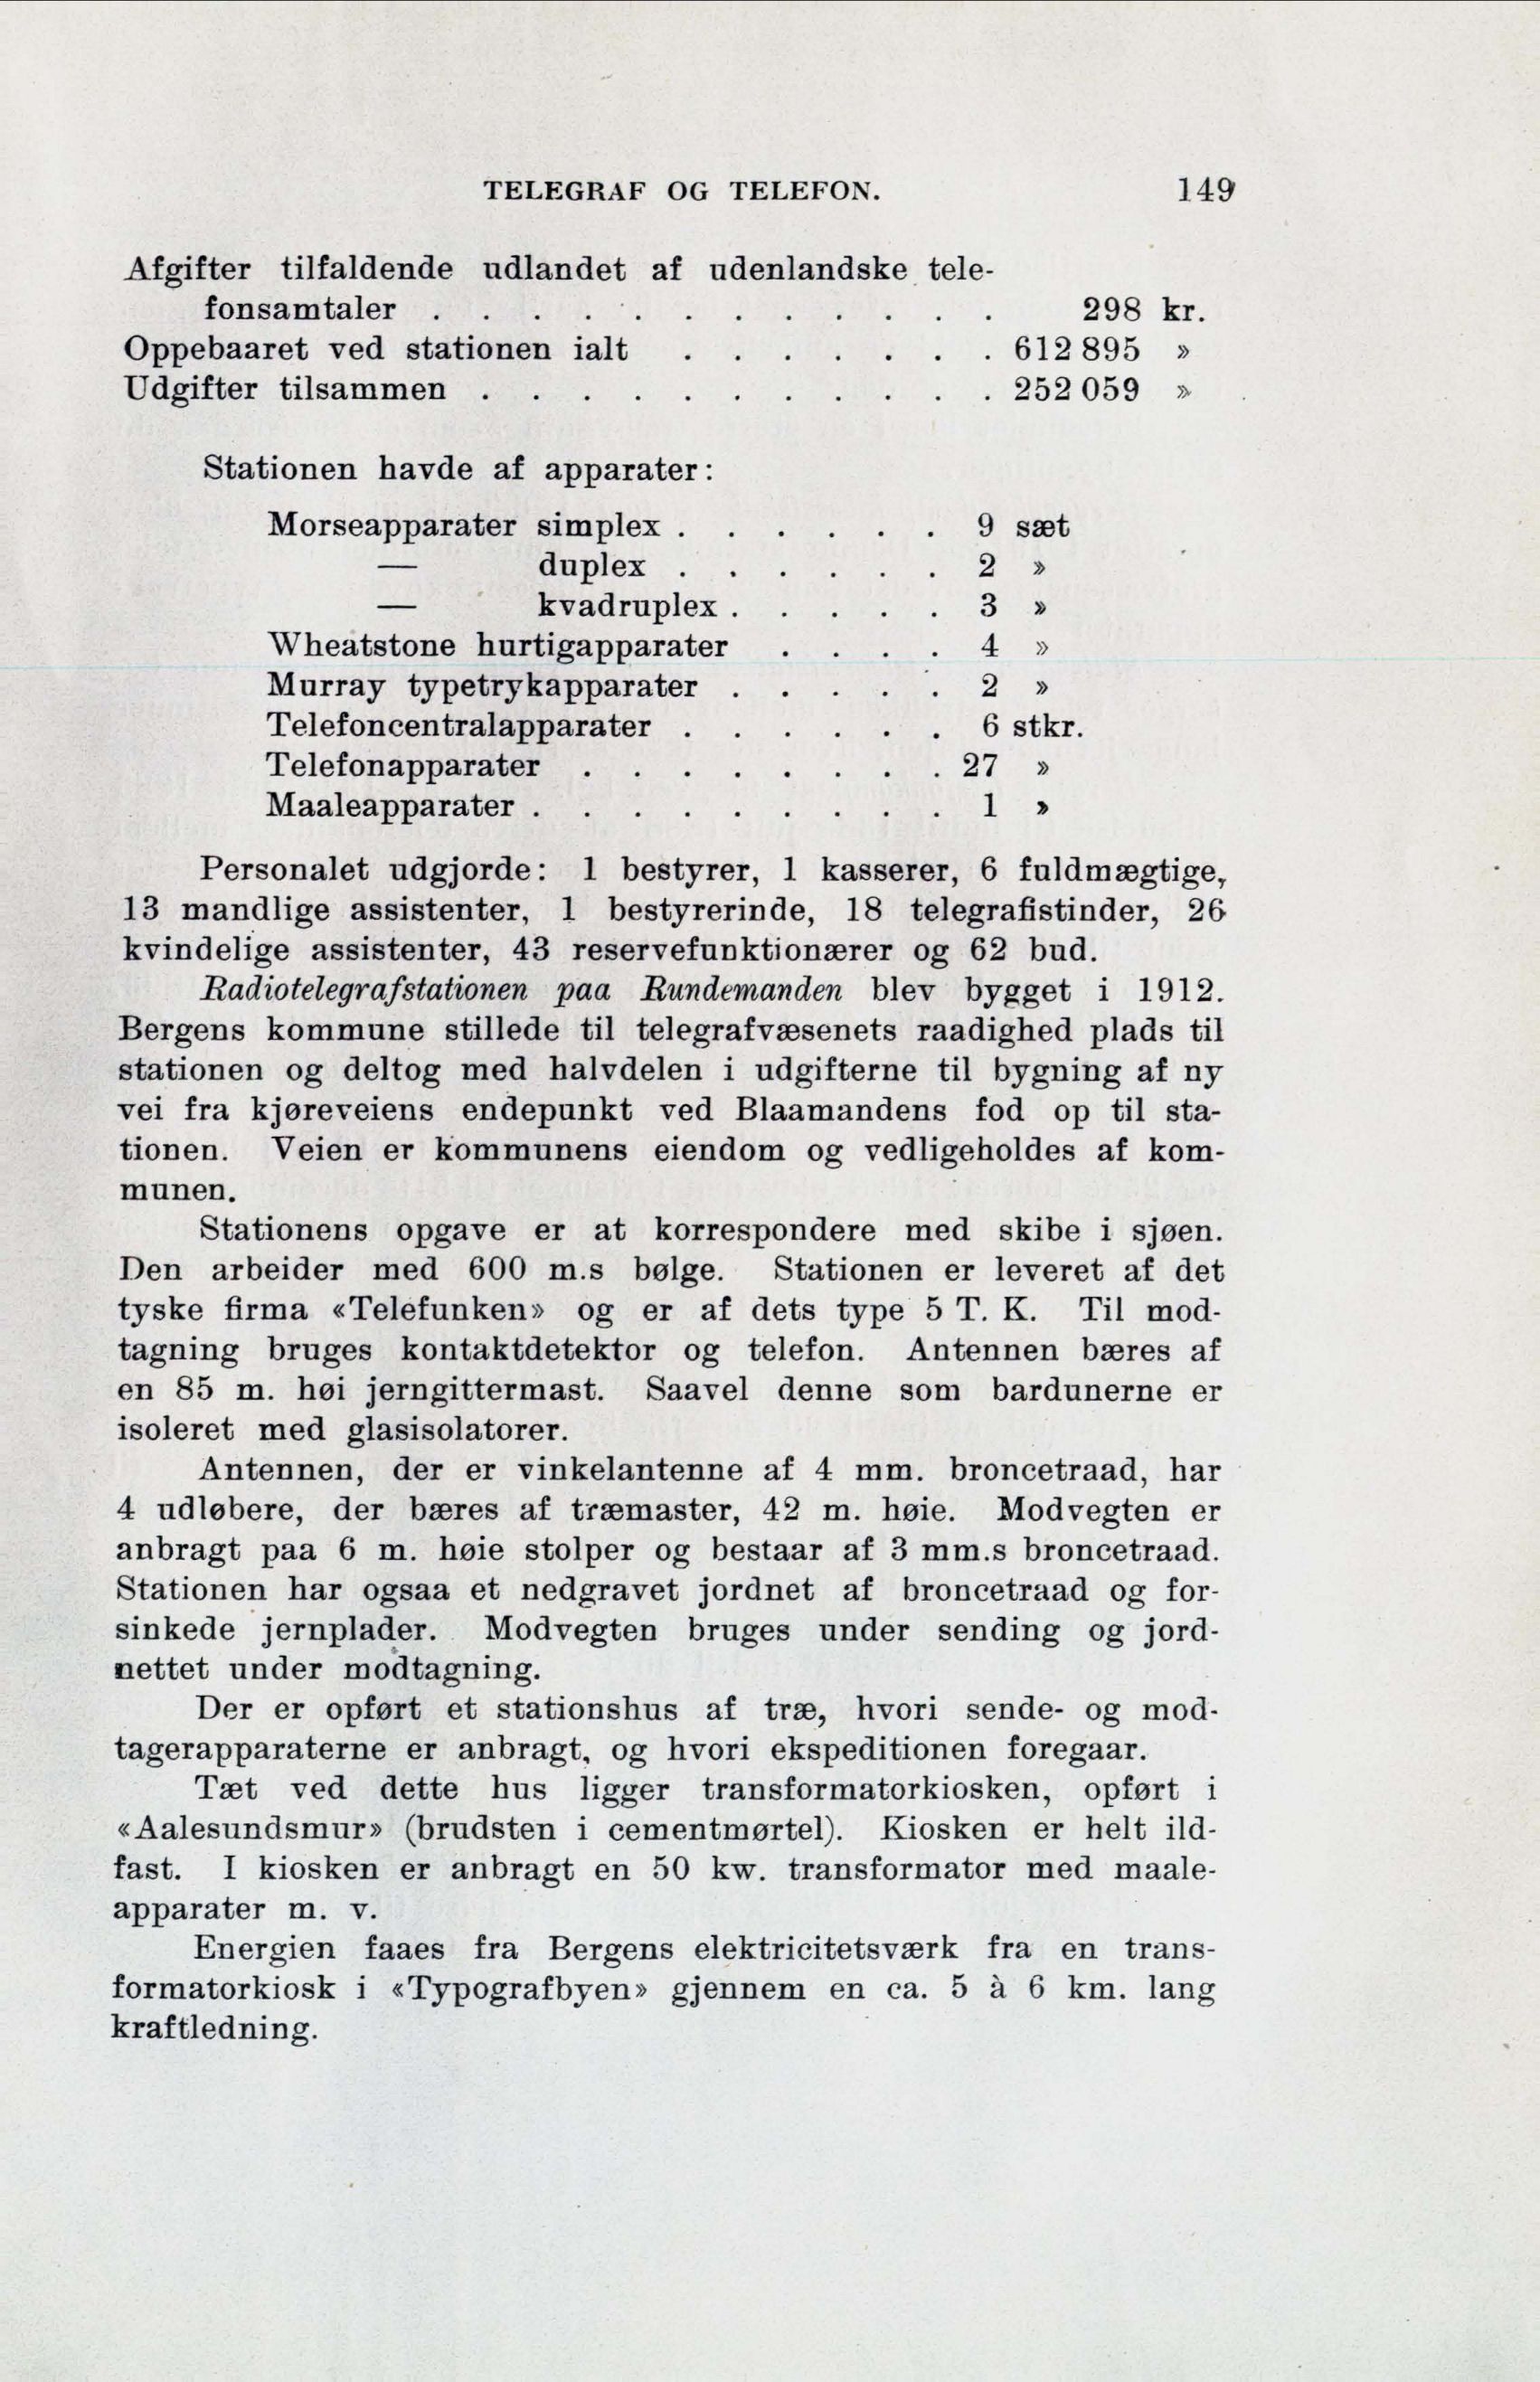 TELEGRAF OG TELEFON. 149
Afgifter tilfaldende udlandet af udenlandske tele-
fonsamtaler . . . . . . . . . . . . 298 kr.
Oppebaaret ved stationen ialt . . . . . . . 612 895 »
Udgifter tilsammen . . . . . . . . . . . 252 059 »
Stationen havde af apparater:
Morseapparater simplex . . . . . . 9 sæt
— duplex . . . . . . 2 »
— kvadruplex . . . . . 3 »
Wheatstone hurtigapparater . . . . 4 »
Murray typetrykapparater . . . . . 2 »
Telefoncentralapparater . . . . . . 6 stkr.
Telefonapparater . . . . . . . . 27 »
Maaleapparater . . . . . . . . . 1 »
Personalet udgjorde: 1 bestyrer, 1 kasserer, 6 fuldmægtige,
13 mandlige assistenter, 1 bestyrerinde, 18 telegrafistinder, 26
kvindelige assistenter, 43 reservefunktionærer og 62 bud.
Radiotelegrafstationen paa Rundemanden blev bygget i 1912.
Bergens kommune stillede til telegrafvæsenets raadighed plads til
stationen og deltog med halvdelen i udgifterne til bygning af ny
vei fra kjøreveiens endepunkt ved Blaamandens fod op til sta-
tionen. Veien er kommunens eiendom og vedligeholdes af kom-
munen.
Stationens opgave er at korrespondere med skibe i sjøen.
Den arbeider med 600 m.s bølge. Stationen er leveret af det
tyske firma «Telefunken» og er af dets type 5 T. K. Til mod-
tagning bruges kontaktdetektor og telefon. Antennen bæres af
en 85 m. høi jerngittermast. Saavel denne som bardunerne er
isoleret med glasisolatorer.
Antennen, der er vinkelantenne af 4 mm. broncetraad, har
4 udløbere, der bæres af træmaster, 42 m. høie. Modvegten er
anbragt paa 6 m. høie stolper og bestaar af 3 mm.s broncetraad.
Stationen har ogsaa et nedgravet jordnet af broncetraad og for-
sinkede jernplader. Modvegten bruges under sending og jord-
nettet under modtagning.
Der er opført et stationshus af træ, hvori sende- og mod-
tagerapparaterne er anbragt, og hvori ekspeditionen foregaar.
Tæt ved dette hus ligger transformatorkiosken, opført i
«Aalesundsmur» (brudsten i cementmørtel). Kiosken er helt ild-
fast. I kiosken er anbragt en 50 kw. transformator med maale-
apparater m. v.
Energien faaes fra Bergens elektricitetsværk fra en trans-
formatorkiosk i «Typografbyen» gjennem en ca. 5 à 6 km. lang
kraftledning.